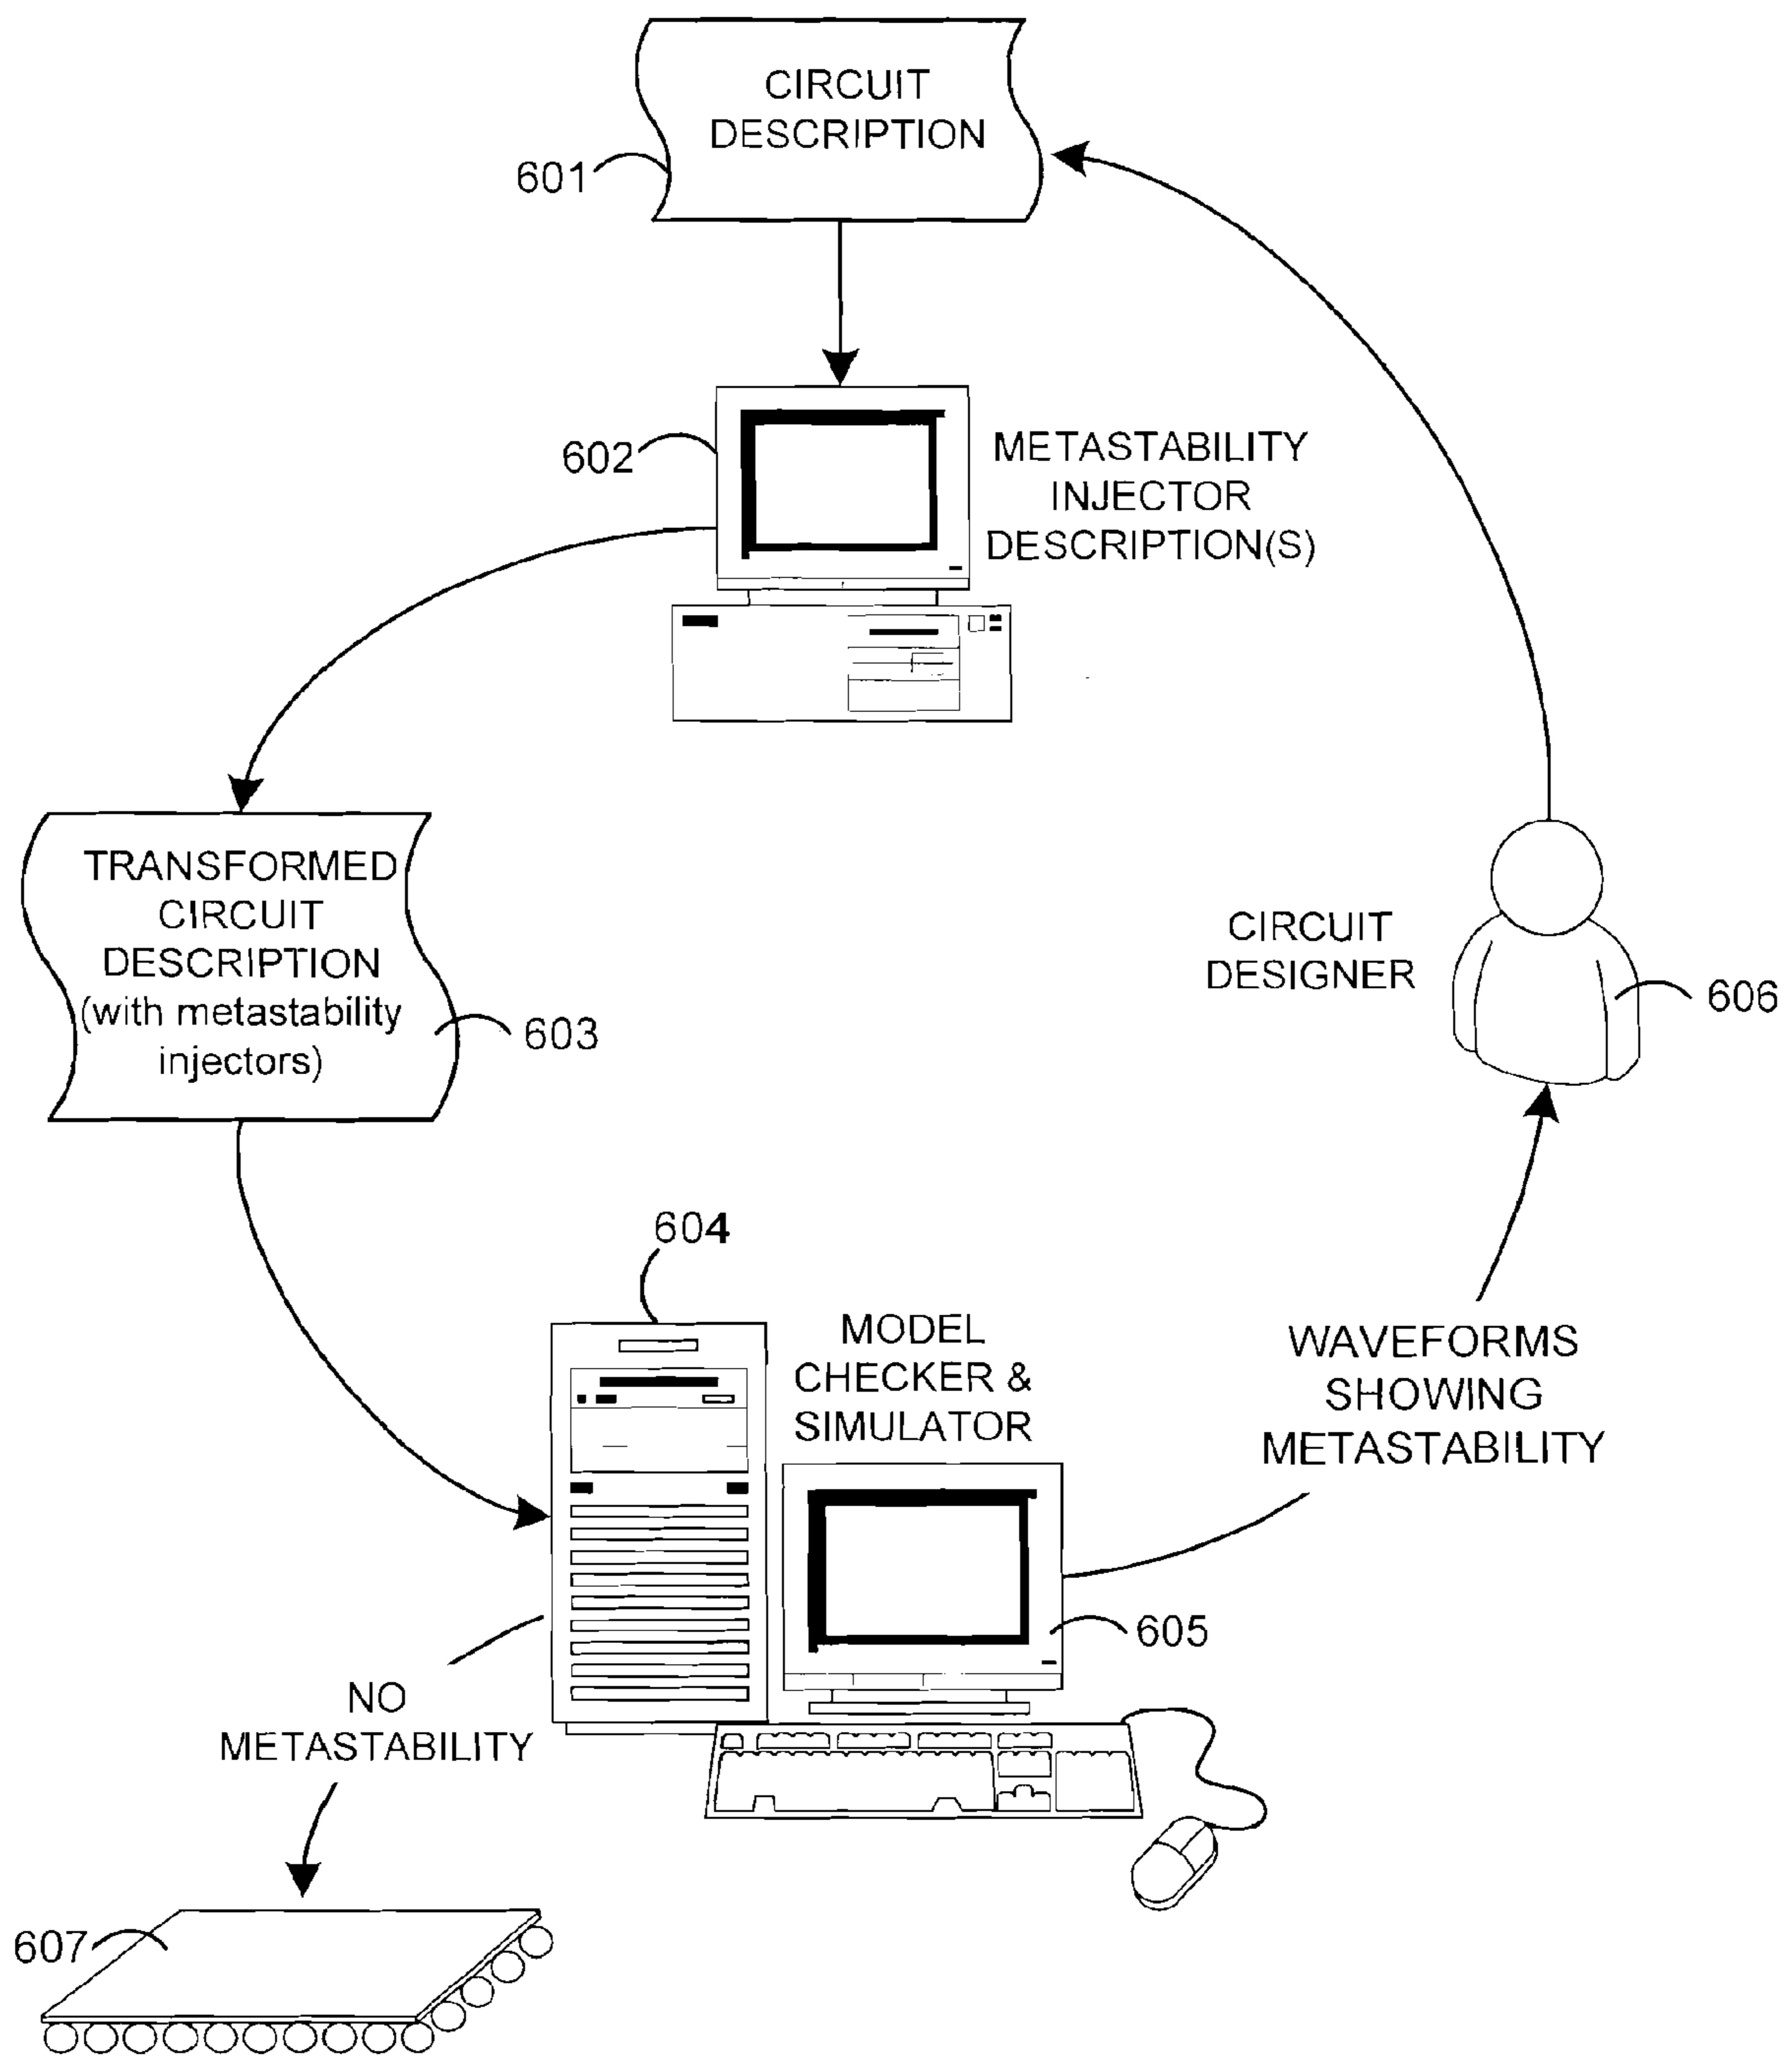 CIRCUIT
DESCRIPTION
601
602
METASTABILITY
INJECTOR
DESCRIPTION(S)
TRANSFORMED
CIRCUIT
DESCRIPTION
(with metastability
injectors)
603
CIRCUIT
DESIGNER
606
604
MODEL
CHECKER &
SIMULATOR
WAVEFORMS
SHOWING
METASTABILITY
605
NO
METASTABILITY
607